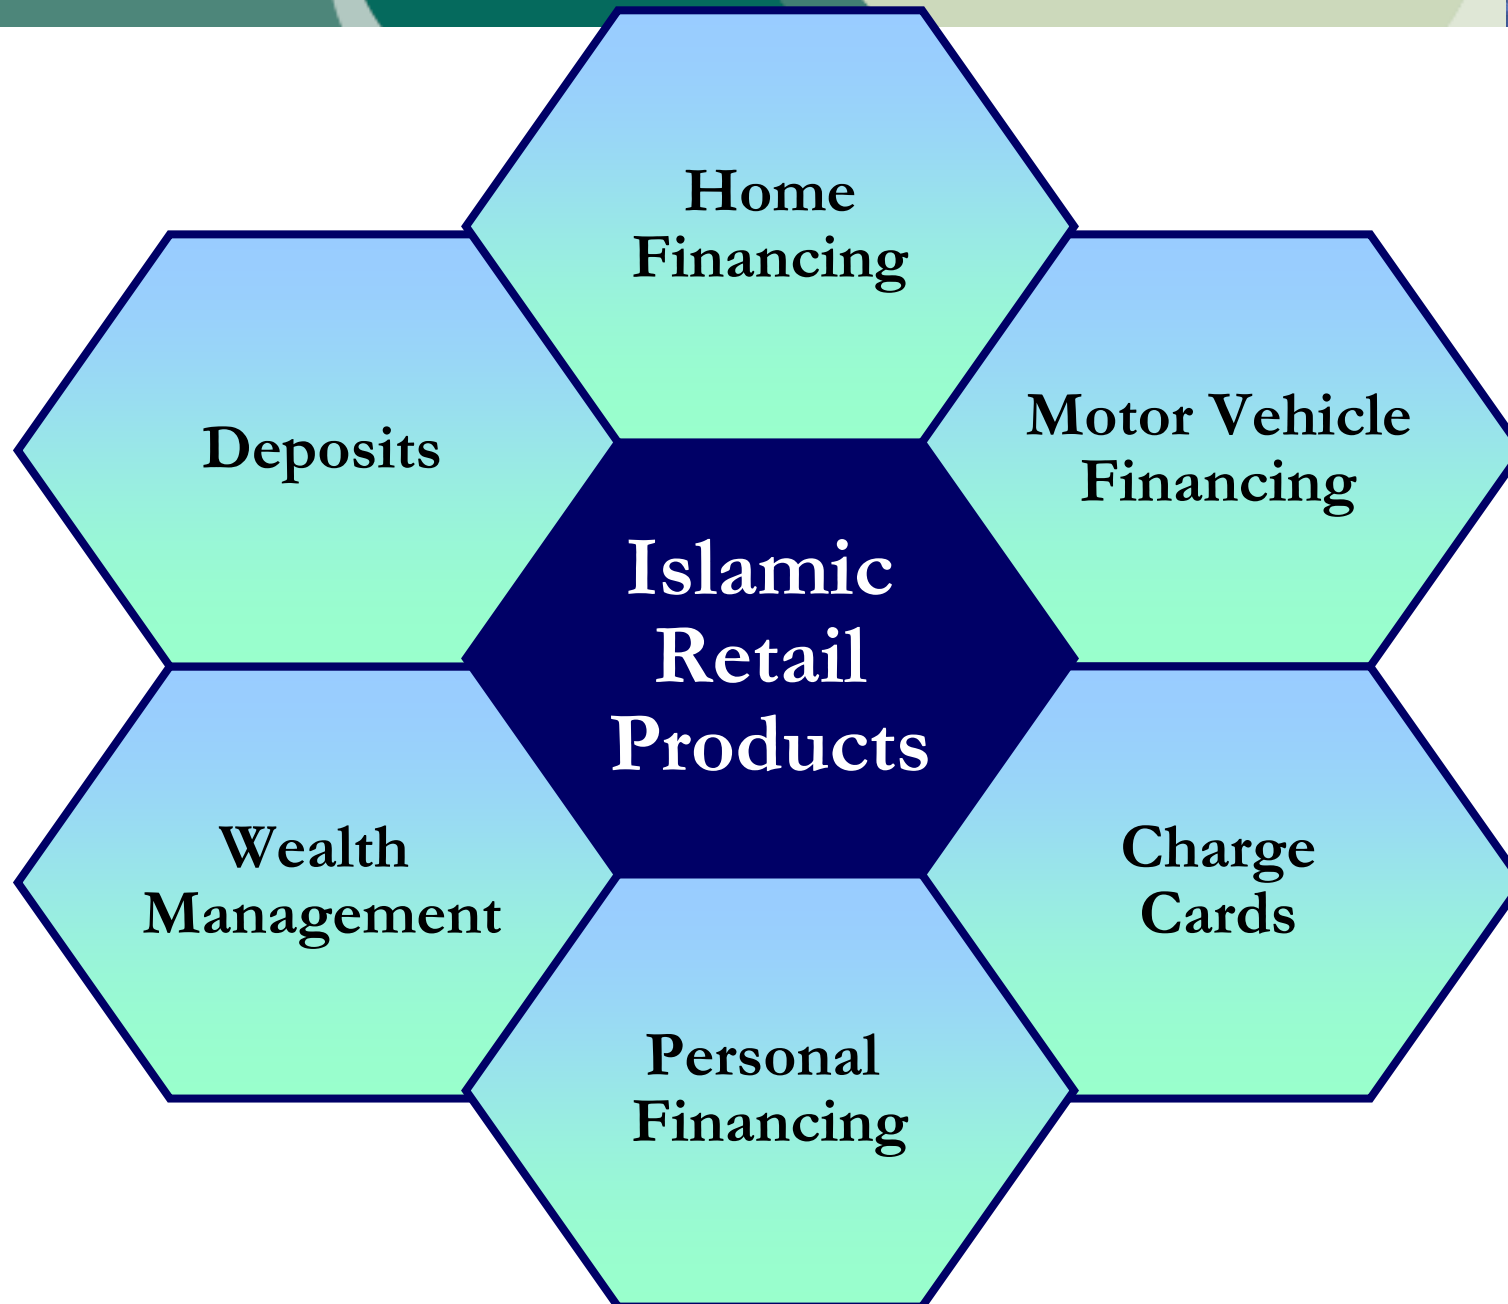 Home
Financing
Motor Vehicle
Financing
Deposits
Islamic
Retail
Products
Wealth
Management
Charge
Cards
Personal
Financing